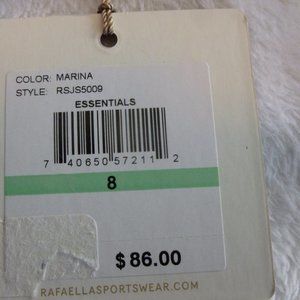 COLOR: MARINA
STYLE: RSJS5009
ESSENTIALS
7 40650 57211 2
8
$86.00
RAFAELLASPORTSWEAR.COM